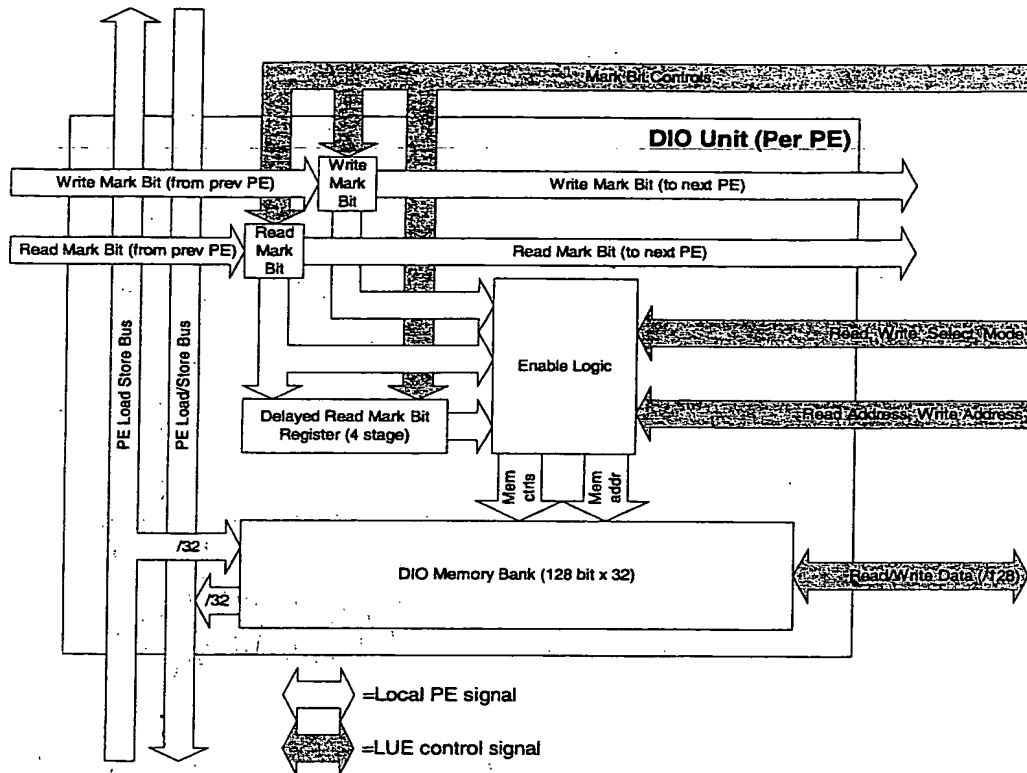 Mark Bit Controls
DIO Unit (Per PE)
Write
Mark
Bit
Write Mark Bit (from prev PE)
Write Mark Bit (to next PE)
Read
Mark
Bit
Read Mark Bit (from prev PE)
Read Mark Bit (to next PE)
PE Load Store Bus
PE Load/Store Bus
Enable Logic
Read, Write, Select, Mode
Read Address, Write Address
Delayed Read Mark Bit
Register (4 stage)
Mem
ctrls
Mem
addr
/32
/32
DIO Memory Bank (128 bit x 32)
Read/Write Data (/128)
=Local PE signal
=LUE control signal